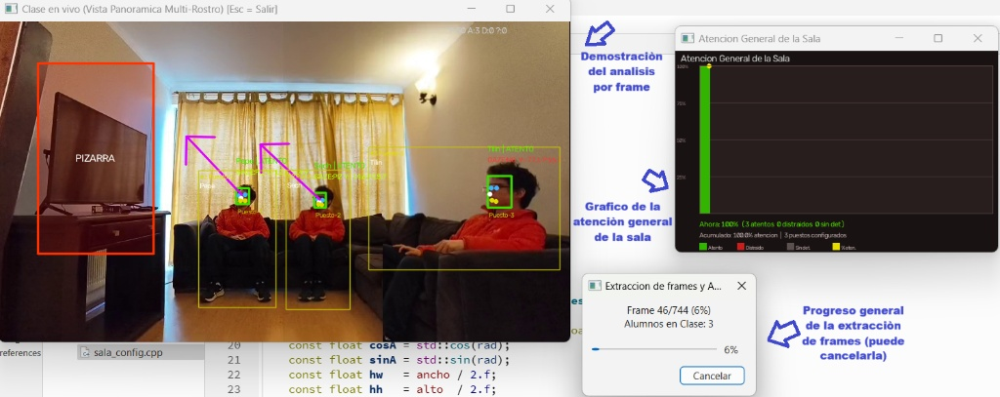 Clase en vivo (Vista Panoramica Multi-Rostro) [Esc = Salir]
A:3 D:0 ?:0
PIZARRA
Puesto-2
ATENTO
Puesto-3
Demostraciòn
del analisis
por frame
Atencion General de la Sala
Atencion General de la Sala
100%
75%
50%
25%
Ahora: 100% (3 atentos 0 distraidos 0 sin det)
Acumulado: 100.0% atencion | 3 puestos configurados
Atento
Distraido
Sin det.
% aten.
Grafico de la
atenciòn general
de la sala
Extraccion de frames y A...
Frame 46/744 (6%)
Alumnos en Clase: 3
6%
Cancelar
Progreso general
de la extracciòn
de frames (puede
cancelarla)
references
sala_config.cpp
20 const float cosA = std::cos(rad);
21 const float sinA = std::sin(rad);
22 const float hw = ancho / 2.f;
23 const float hh = alto / 2.f;